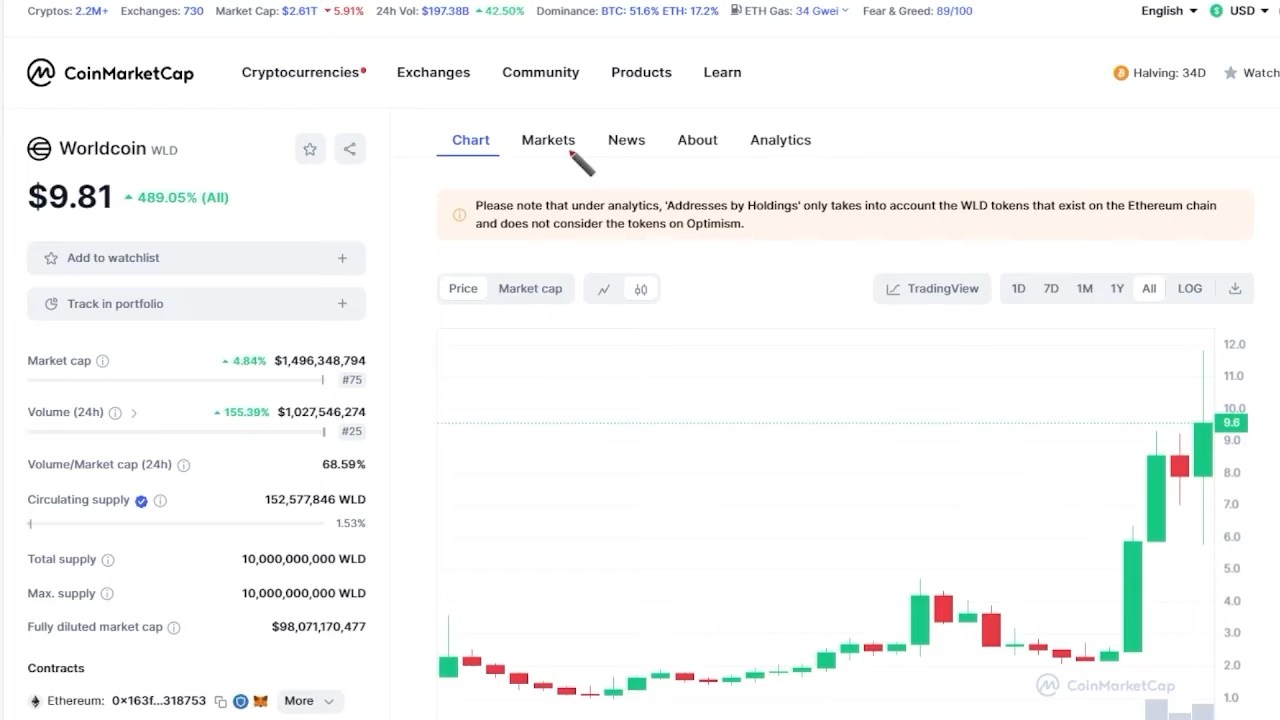 Cryptos: 2.2M+ Exchanges: 730 Market Cap: $2.61T 5.91% 24h Vol: $197.38B 42.50% Dominance: BTC: 51.6% ETH: 17.2% ETH Gas: 34 Gwei Fear & Greed: 89/100 English USD
CoinMarketCap Cryptocurrencies Exchanges Community Products Learn Halving: 34D Watch
Worldcoin WLD
$9.81 489.05% (All)
Add to watchlist
Track in portfolio
Market cap 4.84% $1,496,348,794
#75
Volume (24h) 155.39% $1,027,546,274
#25
Volume/Market cap (24h) 68.59%
Circulating supply 152,577,846 WLD
1.53%
Total supply 10,000,000,000 WLD
Max. supply 10,000,000,000 WLD
Fully diluted market cap $98,071,170,477
Contracts
Ethereum: 0x163f...318753 More
Chart Markets News About Analytics
Please note that under analytics, 'Addresses by Holdings' only takes into account the WLD tokens that exist on the Ethereum chain
and does not consider the tokens on Optimism.
Price Market cap TradingView 1D 7D 1M 1Y All LOG
12.0
11.0
10.0
9.6
9.0
8.0
7.0
6.0
5.0
4.0
3.0
2.0
1.0
CoinMarketCap